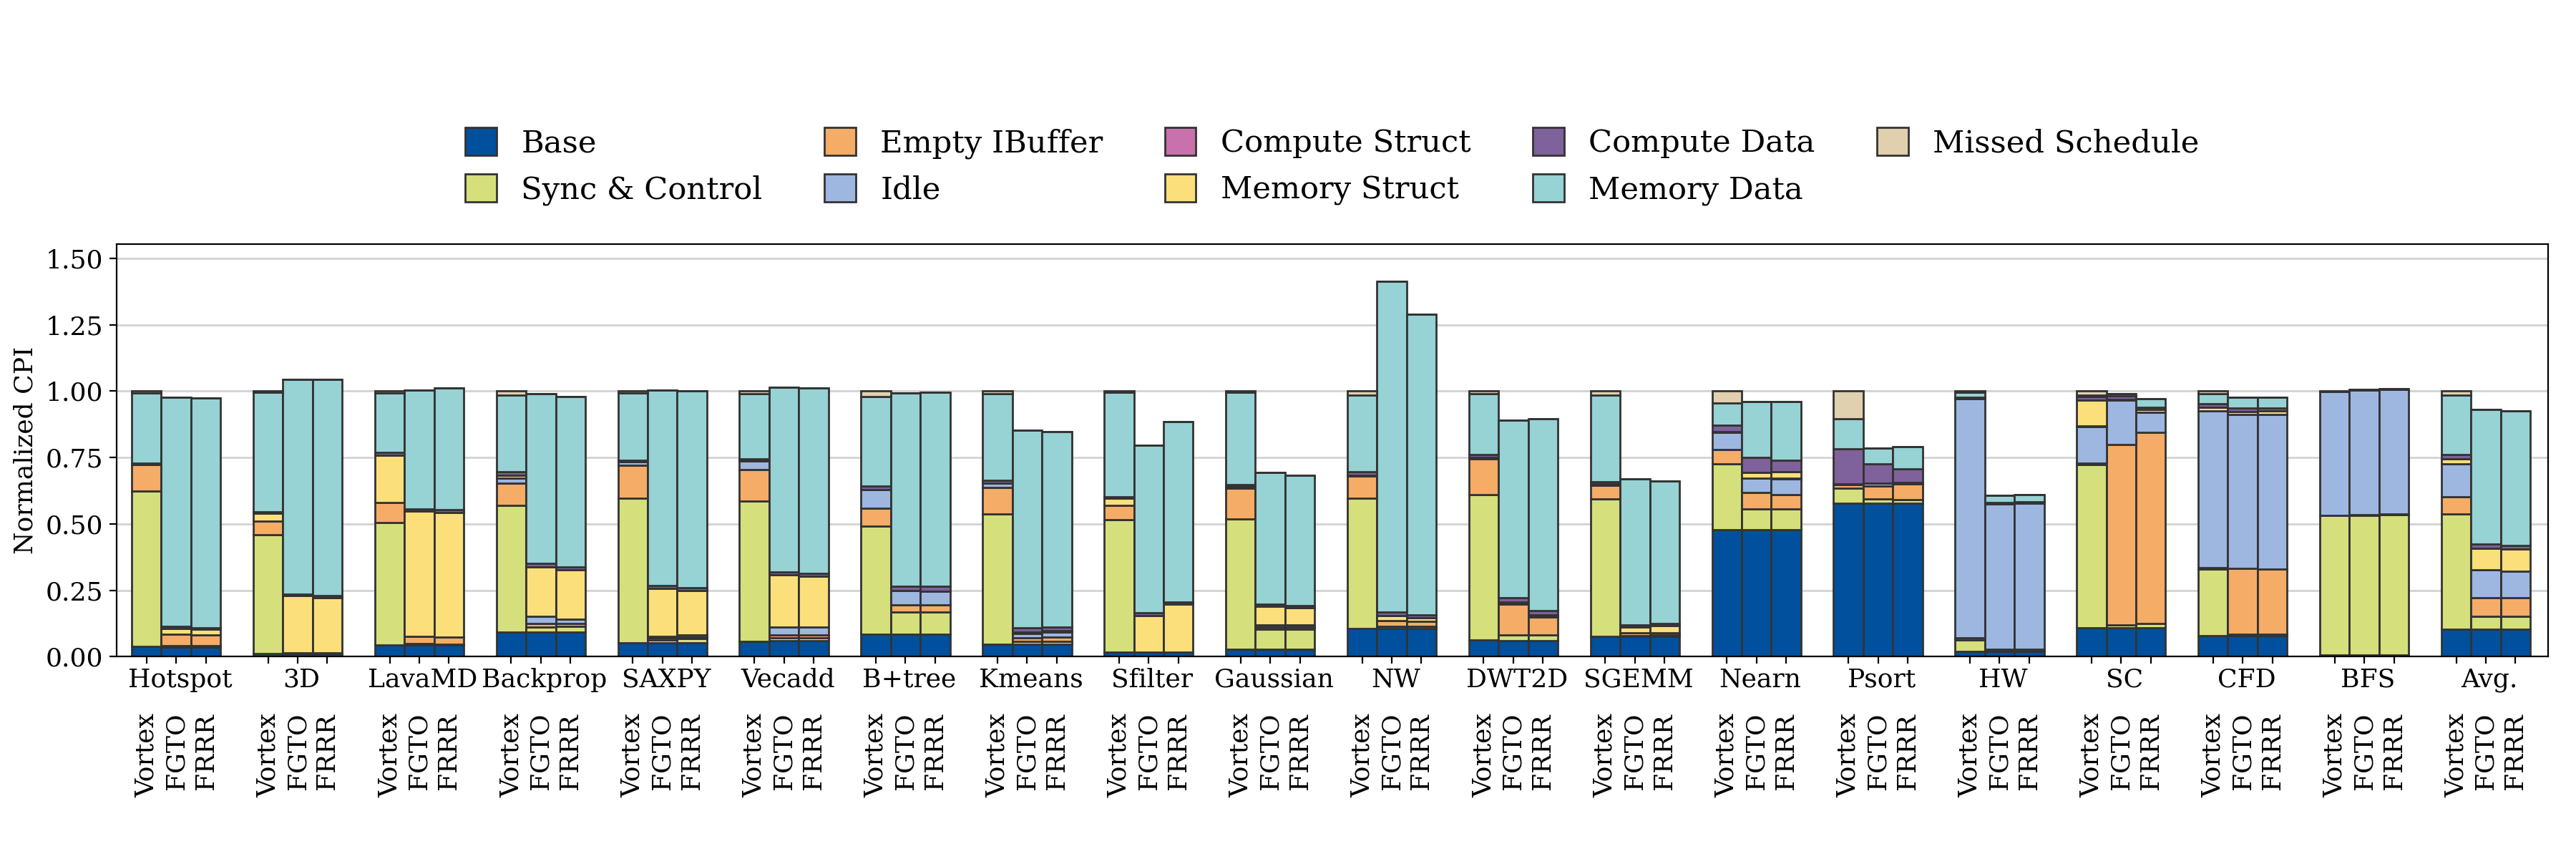 Base
Empty IBuffer
Compute Struct
Compute Data
Missed Schedule
Sync & Control
Idle
Memory Struct
Memory Data
Normalized CPI
1.50
1.25
1.00
0.75
0.50
0.25
0.00
Hotspot 3D LavaMD Backprop SAXPY Vecadd B+tree Kmeans Sfilter Gaussian NW DWT2D SGEMM Nearn Psort HW SC CFD BFS Avg.
Vortex FGTO FRRR Vortex FGTO FRRR Vortex FGTO FRRR Vortex FGTO FRRR Vortex FGTO FRRR Vortex FGTO FRRR Vortex FGTO FRRR Vortex FGTO FRRR Vortex FGTO FRRR Vortex FGTO FRRR Vortex FGTO FRRR Vortex FGTO FRRR Vortex FGTO FRRR Vortex FGTO FRRR Vortex FGTO FRRR Vortex FGTO FRRR Vortex FGTO FRRR Vortex FGTO FRRR Vortex FGTO FRRR Vortex FGTO FRRR